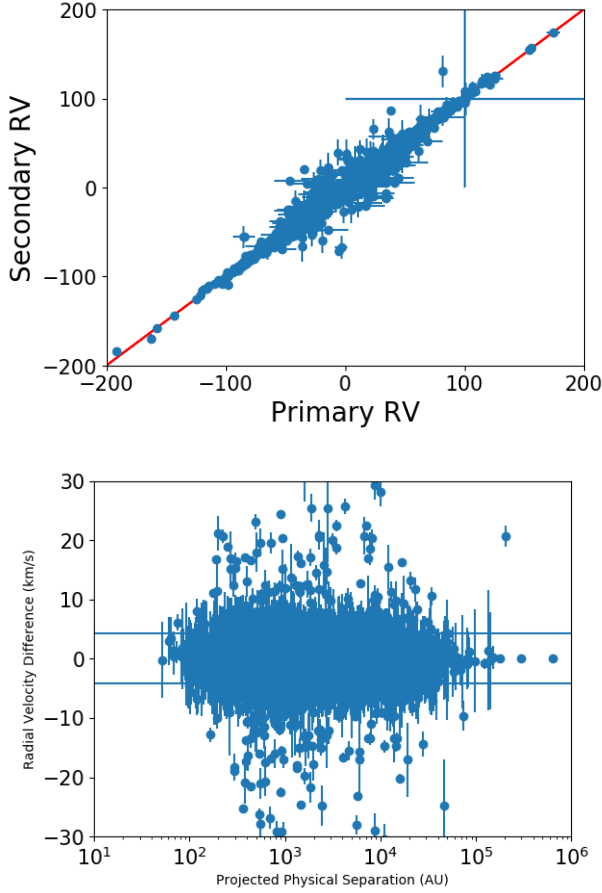 200
100
0
−100
−200
Secondary RV
−200 −100 0 100 200
Primary RV
30
20
10
0
−10
−20
−30
Radial Velocity Difference (km/s)
10¹ 10² 10³ 10⁴ 10⁵ 10⁶
Projected Physical Separation (AU)